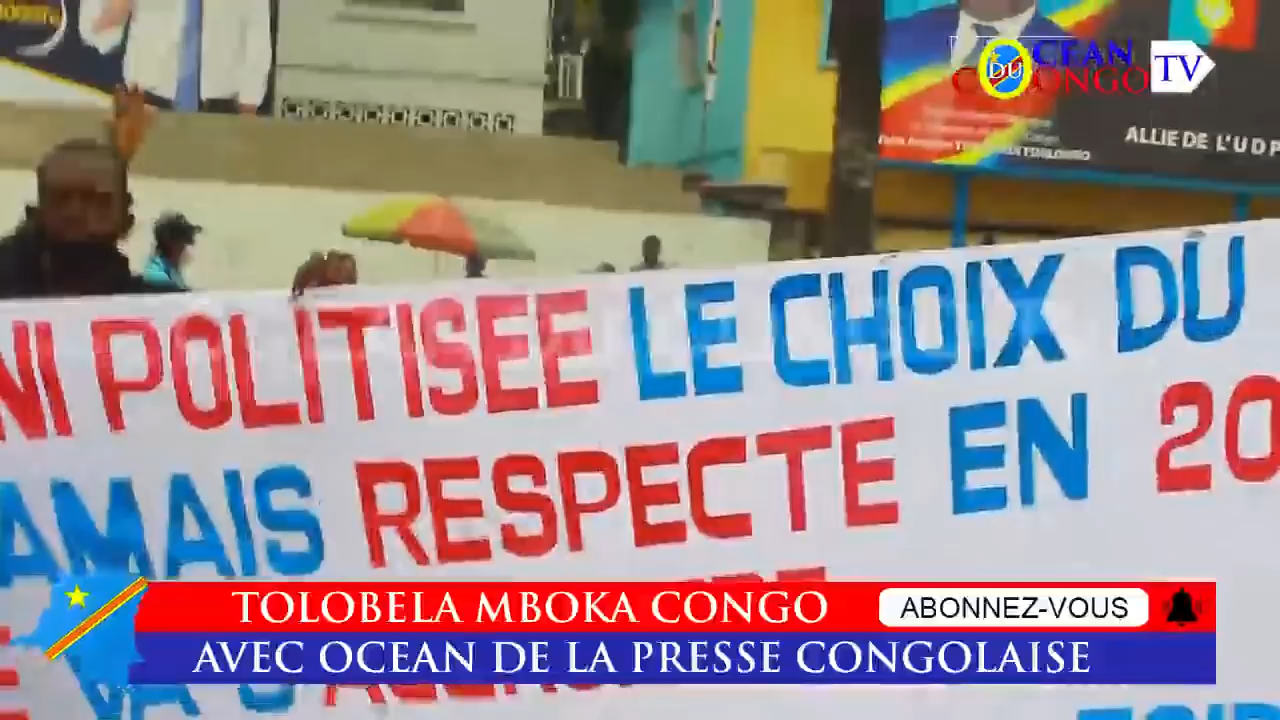 OCEAN
DU CONGO TV
ALLIE DE L'UDP
NI POLITISEE LE CHOIX DU
AMAIS RESPECTE EN 20
TOLOBELA MBOKA CONGO
ABONNEZ-VOUS
AVEC OCEAN DE LA PRESSE CONGOLAISE
VA